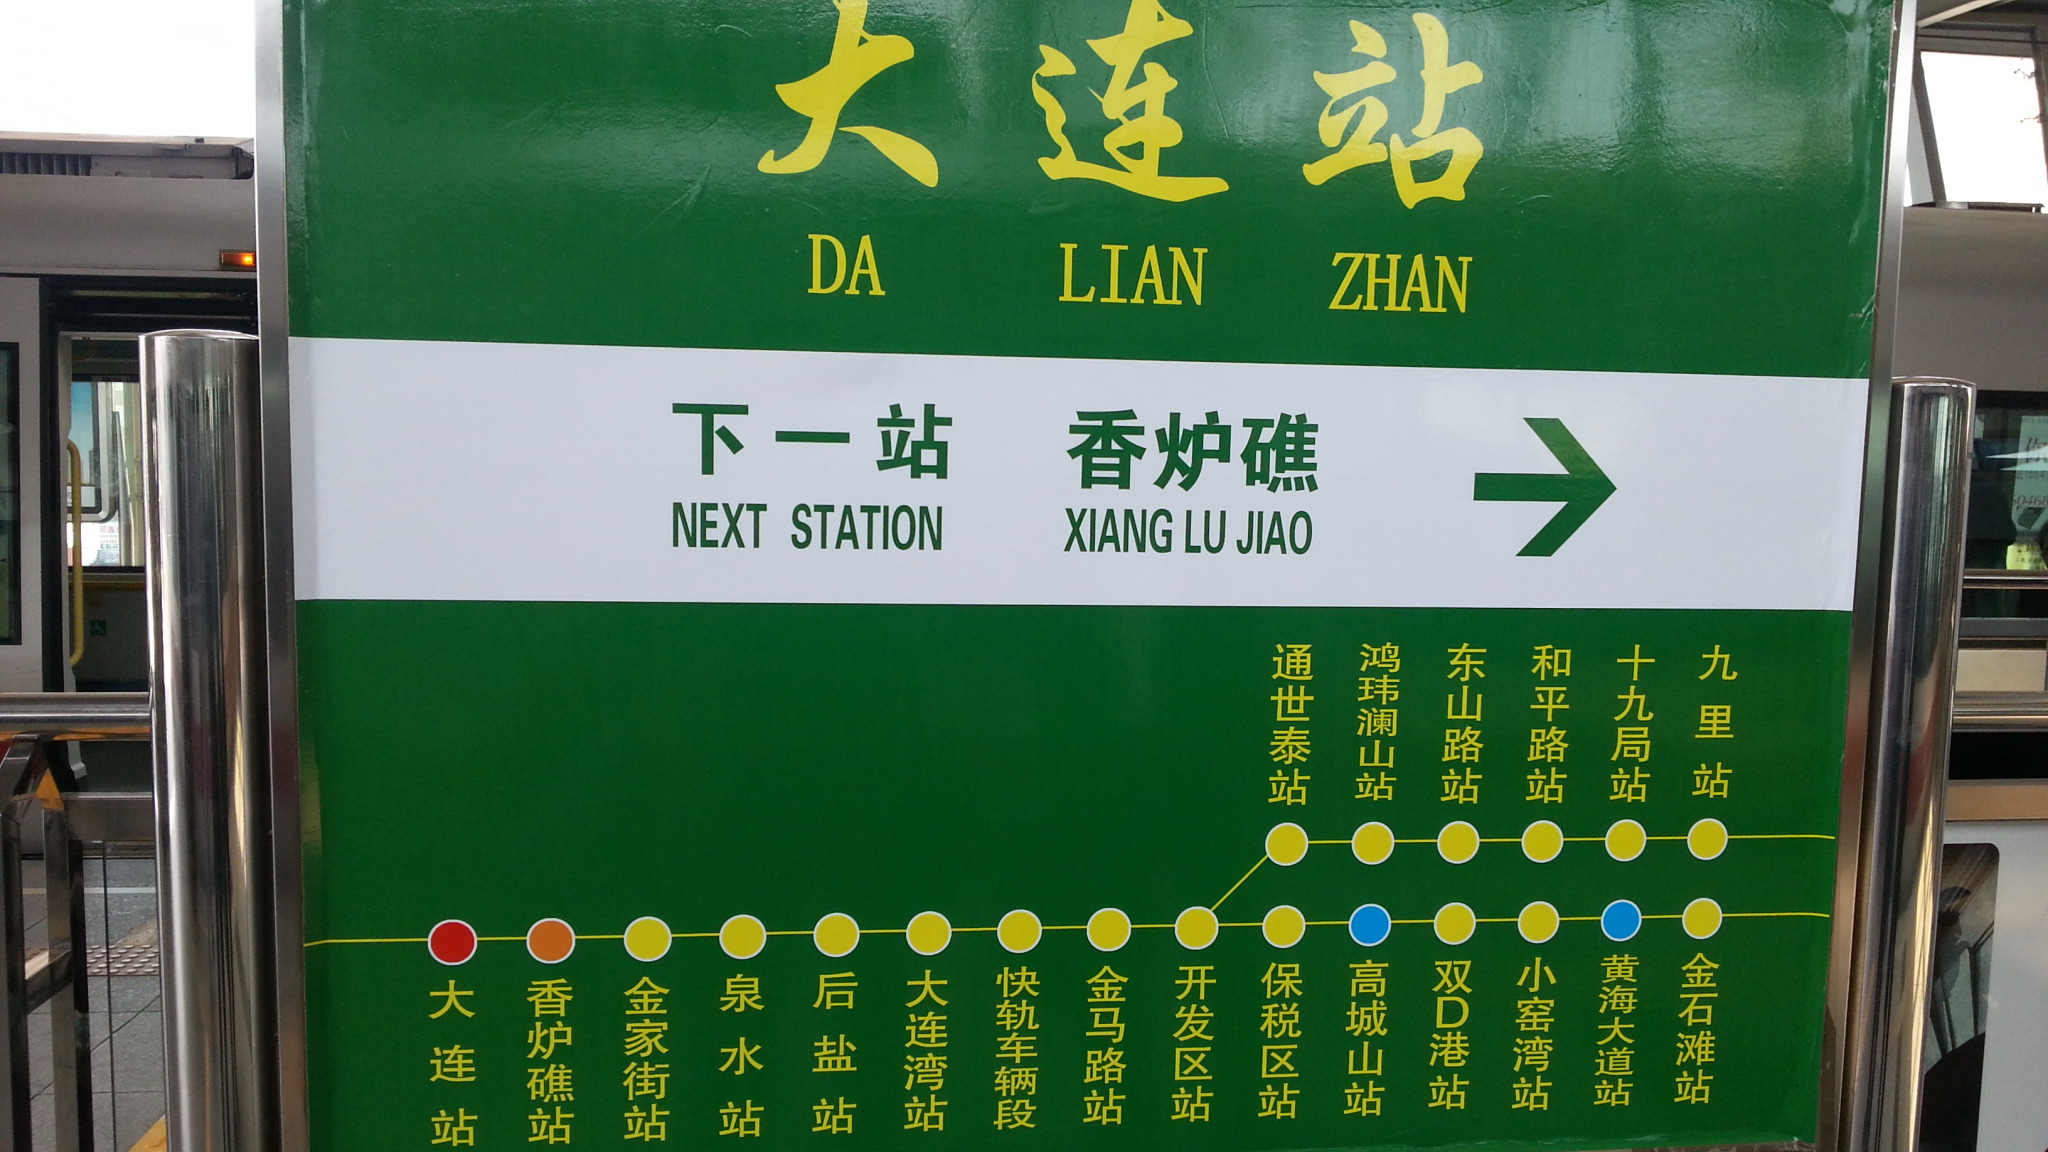 大连站
DA LIAN ZHAN
下一站 香炉礁
NEXT STATION XIANG LU JIAO
通世泰站
鸿玮澜山站
东山路站
和平路站
十九局站
九里站
大连站
香炉礁站
金家街站
泉水站
后盐站
大连湾站
快轨车辆段
金马路站
开发区站
保税区站
高城山站
双D港站
小窑湾站
黄海大道站
金石滩站